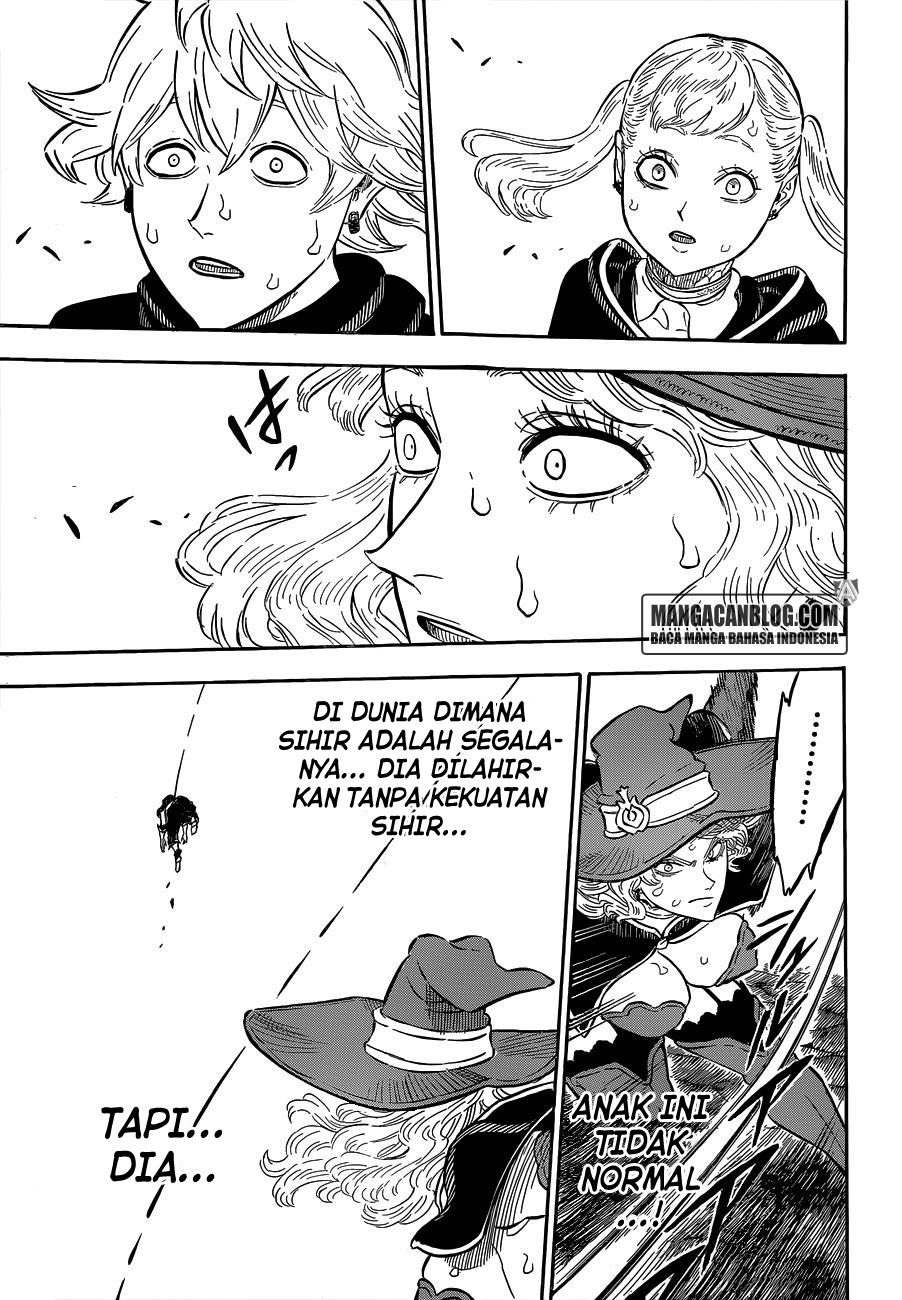 は
MANGACANBLOG.COM
BACA MANGA BAHASA INDONESIA
........
ANAK INI
TIDAK
NORMAL
....!
DI DUNIA DIMANA
SIHIR ADALAH SEGALA-
NYA... DIA DILAHIR-
KAN TANPA KEKUATAN
SIHIR...
TAPI...
DIA...